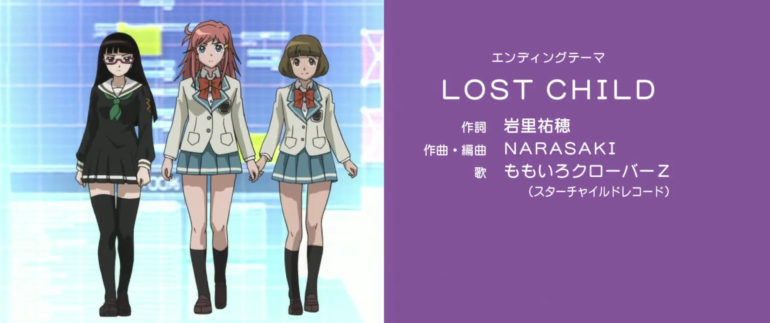 エンディングテーマ
LOST CHILD
作詞 岩里祐穂
作曲・編曲 NARASAKI
歌 ももいろクローバーZ
（スターチャイルドレコード）
100%